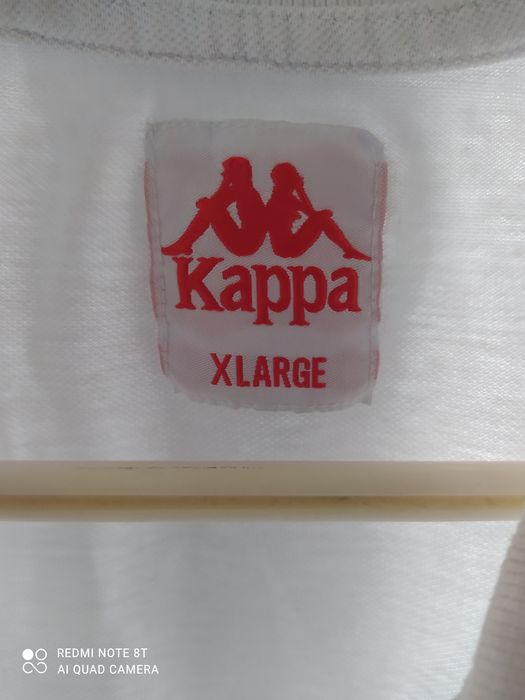 Kappa
XLARGE
REDMI NOTE 8T
AI QUAD CAMERA